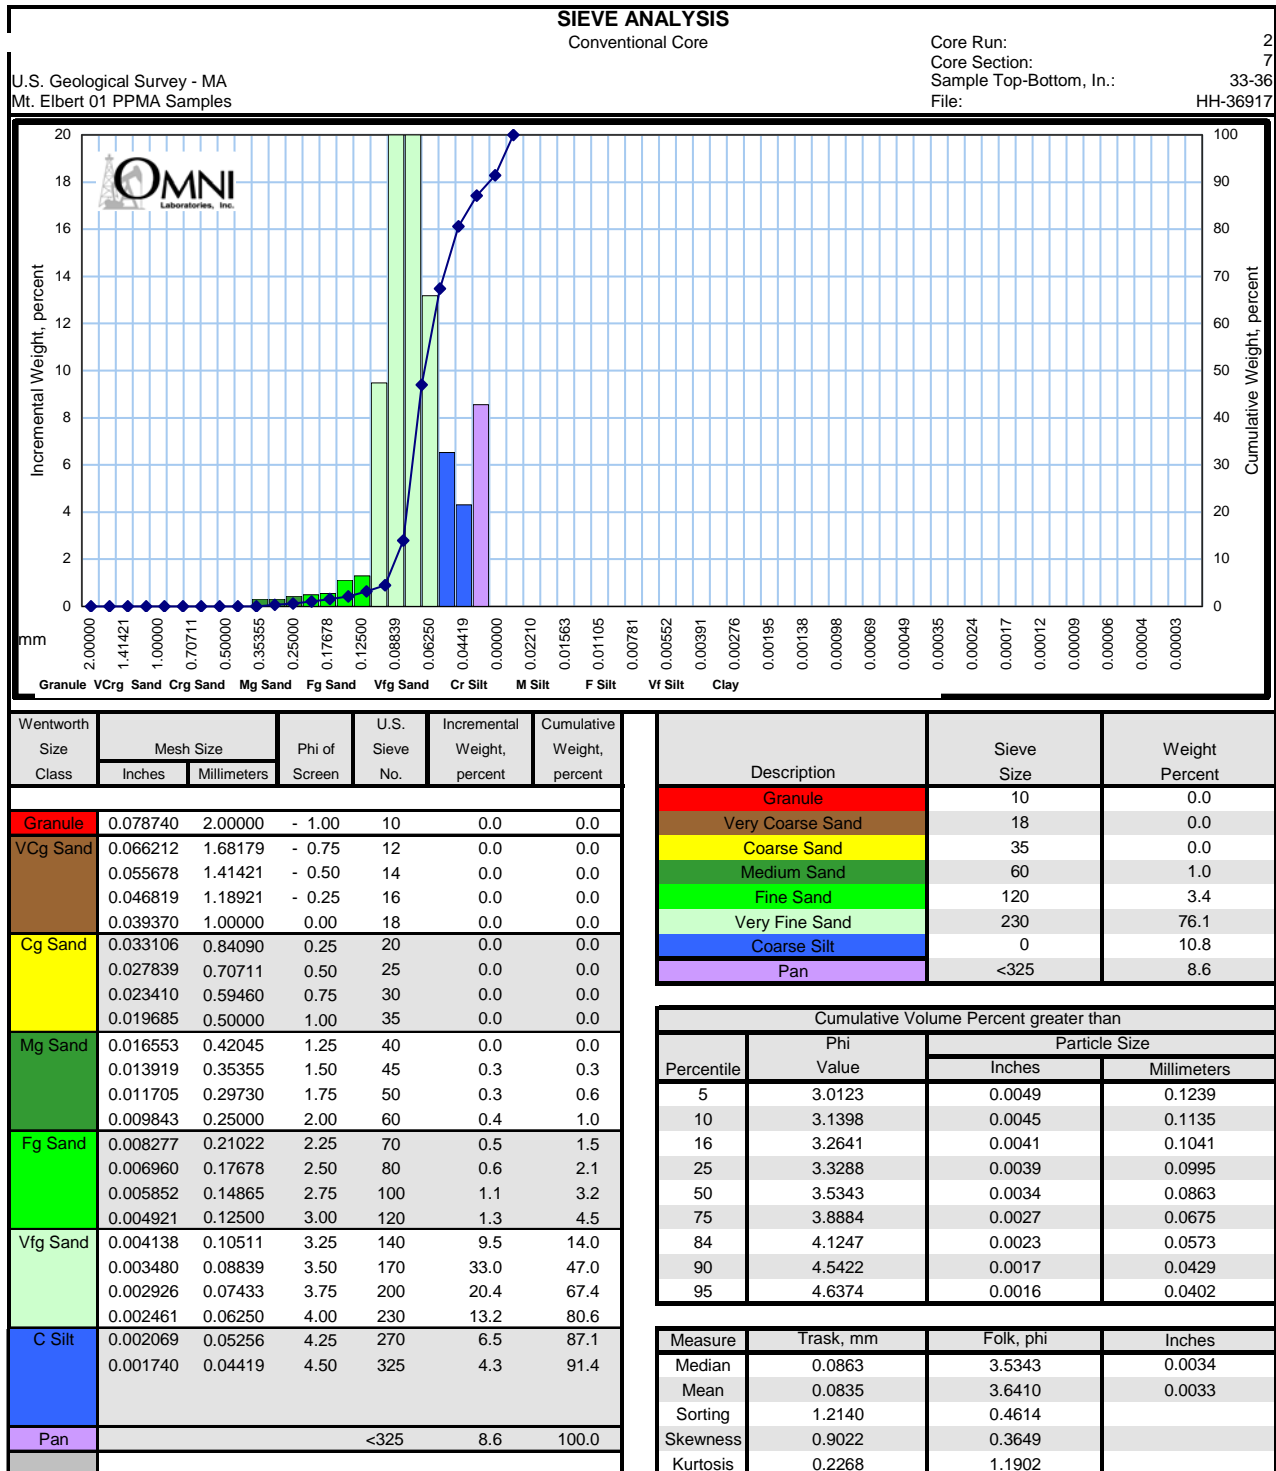 SIEVE ANALYSIS
Conventional Core
Core Run: 2
Core Section: 7
U.S. Geological Survey - MA
Sample Top-Bottom, In.: 33-36
Mt. Elbert 01 PPMA Samples
File: HH-36917
OMNI
Laboratories, Inc.
Incremental Weight, percent
20
18
16
14
12
10
8
6
4
2
0
100
90
80
70
60
50
40
30
20
10
0
Cumulative Weight, percent
mm
2.00000 1.41421 1.00000 0.70711 0.50000 0.35355 0.25000 0.17678 0.12500 0.08839 0.06250 0.04419 0.00000 0.02210 0.01563 0.01105 0.00781 0.00552 0.00391 0.00276 0.00195 0.00138 0.00098 0.00069 0.00049 0.00035 0.00024 0.00017 0.00012 0.00009 0.00006 0.00004 0.00003
Granule VCrg Sand Crg Sand Mg Sand Fg Sand Vfg Sand Cr Silt M Silt F Silt Vf Silt Clay
Wentworth U.S. Incremental Cumulative
Size Mesh Size Phi of Sieve Weight, Weight,
Class Inches Millimeters Screen No. percent percent
Granule 0.078740 2.00000 - 1.00 10 0.0 0.0
VCg Sand 0.066212 1.68179 - 0.75 12 0.0 0.0
0.055678 1.41421 - 0.50 14 0.0 0.0
0.046819 1.18921 - 0.25 16 0.0 0.0
0.039370 1.00000 0.00 18 0.0 0.0
Cg Sand 0.033106 0.84090 0.25 20 0.0 0.0
0.027839 0.70711 0.50 25 0.0 0.0
0.023410 0.59460 0.75 30 0.0 0.0
0.019685 0.50000 1.00 35 0.0 0.0
Mg Sand 0.016553 0.42045 1.25 40 0.0 0.0
0.013919 0.35355 1.50 45 0.3 0.3
0.011705 0.29730 1.75 50 0.3 0.6
0.009843 0.25000 2.00 60 0.4 1.0
Fg Sand 0.008277 0.21022 2.25 70 0.5 1.5
0.006960 0.17678 2.50 80 0.6 2.1
0.005852 0.14865 2.75 100 1.1 3.2
0.004921 0.12500 3.00 120 1.3 4.5
Vfg Sand 0.004138 0.10511 3.25 140 9.5 14.0
0.003480 0.08839 3.50 170 33.0 47.0
0.002926 0.07433 3.75 200 20.4 67.4
0.002461 0.06250 4.00 230 13.2 80.6
C Silt 0.002069 0.05256 4.25 270 6.5 87.1
0.001740 0.04419 4.50 325 4.3 91.4
Pan <325 8.6 100.0
Sieve Weight
Description Size Percent
Granule 10 0.0
Very Coarse Sand 18 0.0
Coarse Sand 35 0.0
Medium Sand 60 1.0
Fine Sand 120 3.4
Very Fine Sand 230 76.1
Coarse Silt 0 10.8
Pan <325 8.6
Cumulative Volume Percent greater than
Phi Particle Size
Percentile Value Inches Millimeters
5 3.0123 0.0049 0.1239
10 3.1398 0.0045 0.1135
16 3.2641 0.0041 0.1041
25 3.3288 0.0039 0.0995
50 3.5343 0.0034 0.0863
75 3.8884 0.0027 0.0675
84 4.1247 0.0023 0.0573
90 4.5422 0.0017 0.0429
95 4.6374 0.0016 0.0402
Measure Trask, mm Folk, phi Inches
Median 0.0863 3.5343 0.0034
Mean 0.0835 3.6410 0.0033
Sorting 1.2140 0.4614
Skewness 0.9022 0.3649
Kurtosis 0.2268 1.1902